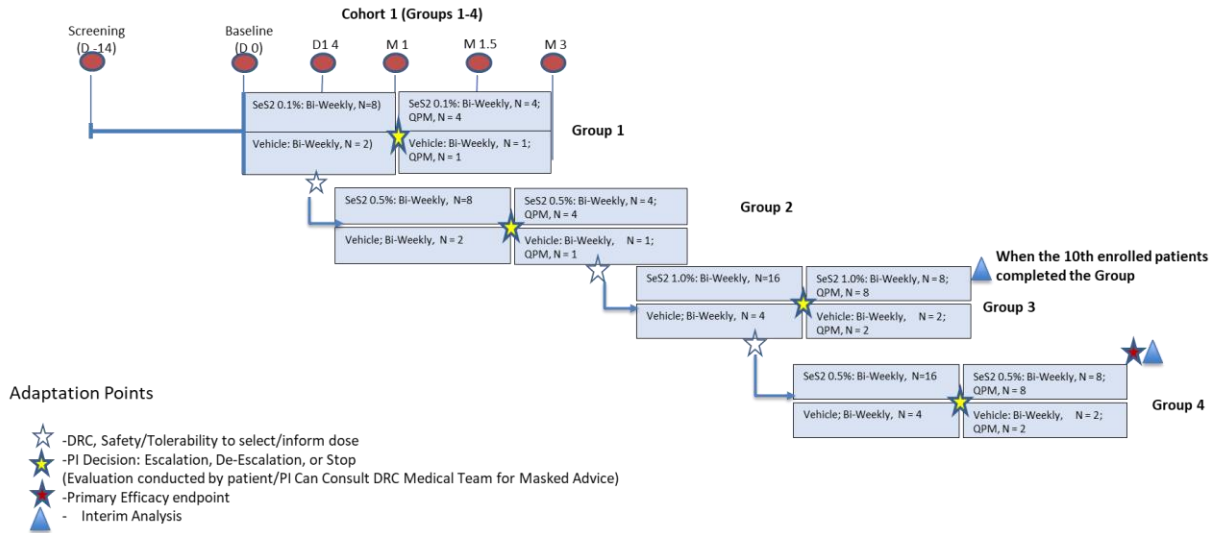 Cohort 1 (Groups 1-4)
Screening
(D -14)
Baseline
(D 0)
D1 4
M 1
M 1.5
M 3
SeS2 0.1%: Bi-Weekly, N=8)
SeS2 0.1%: Bi-Weekly, N = 4;
QPM, N = 4
Group 1
Vehicle: Bi-Weekly, N = 2)
Vehicle: Bi-Weekly, N = 1;
QPM, N = 1
SeS2 0.5%: Bi-Weekly, N=8
SeS2 0.5%: Bi-Weekly, N = 4;
QPM, N = 4
Group 2
Vehicle; Bi-Weekly, N = 2
Vehicle: Bi-Weekly, N = 1;
QPM, N = 1
When the 10th enrolled patients
completed the Group
SeS2 1.0%: Bi-Weekly, N=16
SeS2 1.0%: Bi-Weekly, N = 8;
QPM, N = 8
Group 3
Vehicle; Bi-Weekly, N = 4
Vehicle: Bi-Weekly, N = 2;
QPM, N = 2
SeS2 0.5%: Bi-Weekly, N=16
SeS2 0.5%: Bi-Weekly, N = 8;
QPM, N = 8
Group 4
Vehicle; Bi-Weekly, N = 4
Vehicle: Bi-Weekly, N = 2;
QPM, N = 2
Adaptation Points
-DRC, Safety/Tolerability to select/inform dose
-PI Decision: Escalation, De-Escalation, or Stop
(Evaluation conducted by patient/PI Can Consult DRC Medical Team for Masked Advice)
-Primary Efficacy endpoint
- Interim Analysis